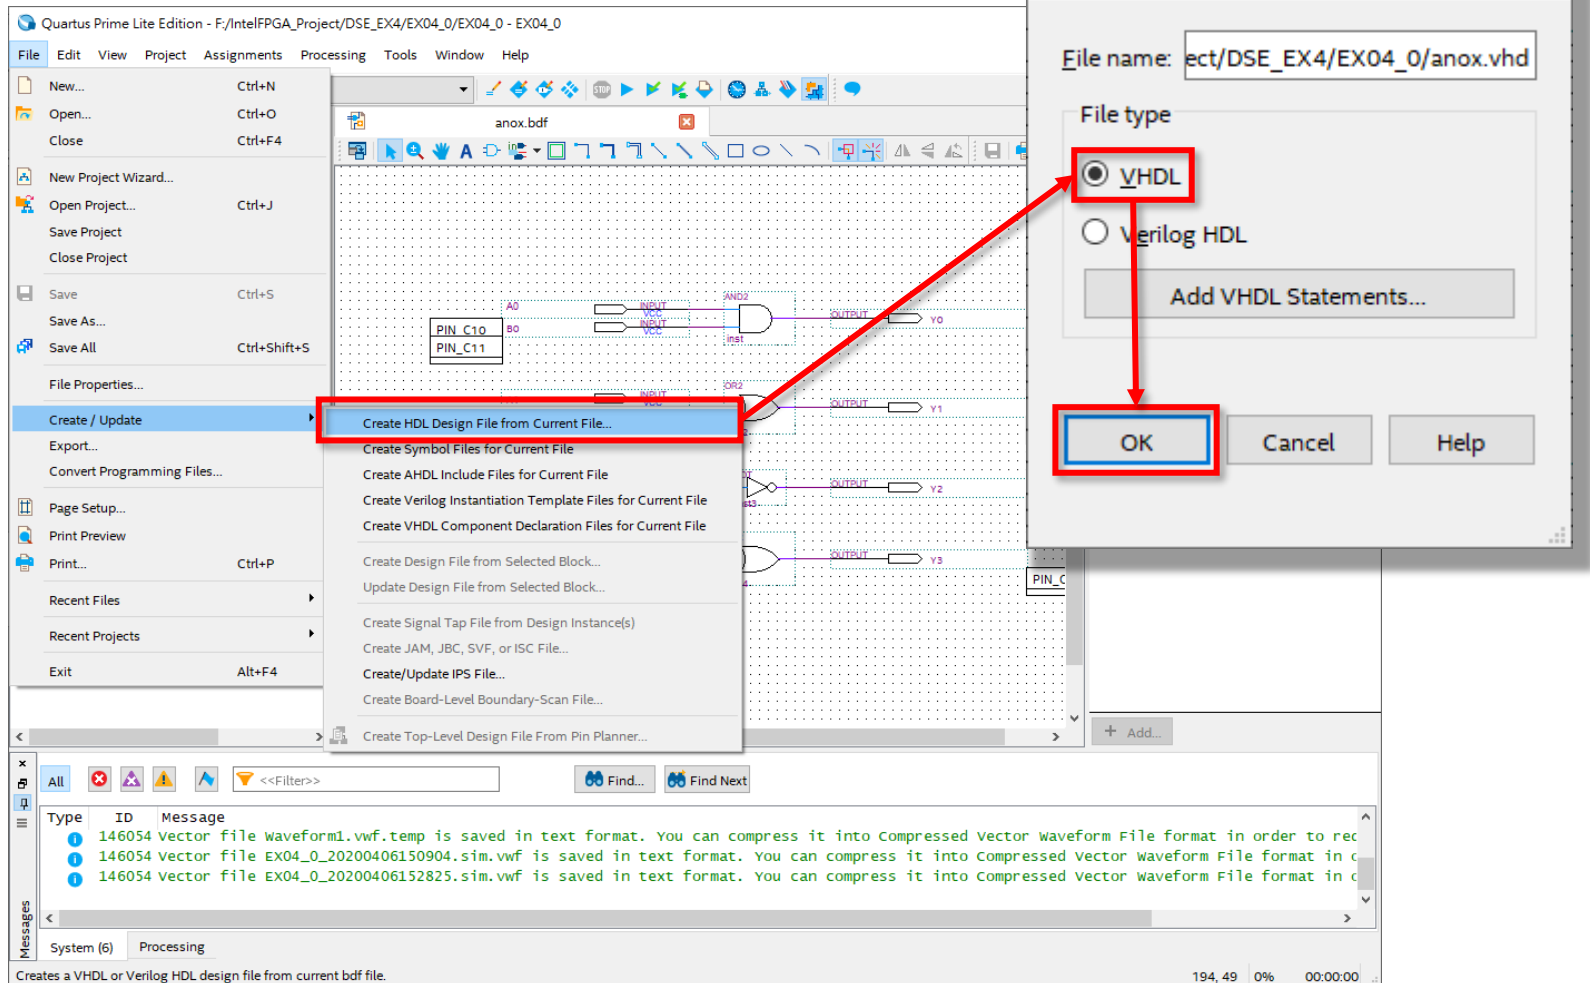 Quartus Prime Lite Edition - F:/IntelFPGA_Project/DSE_EX4/EX04_0/EX04_0 - EX04_0
File Edit View Project Assignments Processing Tools Window Help
New... Ctrl+N
Open... Ctrl+O
Close Ctrl+F4
New Project Wizard...
Open Project... Ctrl+J
Save Project
Close Project
Save Ctrl+S
Save As...
Save All Ctrl+Shift+S
File Properties...
Create / Update
Export...
Convert Programming Files...
Page Setup...
Print Preview
Print... Ctrl+P
Recent Files
Recent Projects
Exit Alt+F4
Create HDL Design File from Current File...
Create Symbol Files for Current File
Create AHDL Include Files for Current File
Create Verilog Instantiation Template Files for Current File
Create VHDL Component Declaration Files for Current File
Create Design File from Selected Block...
Update Design File from Selected Block...
Create Signal Tap File from Design Instance(s)
Create JAM, JBC, SVF, or ISC File...
Create/Update IPS File...
Create Board-Level Boundary-Scan File...
Create Top-Level Design File From Pin Planner...
STOP
anox.bdf
A0 INPUT VCC AND2
B0 INPUT VCC inst OUTPUT Y0
PIN_C10
PIN_C11
INPUT OR2
OUTPUT Y1
OUTPUT Y2
OUTPUT Y3
PIN_C
File name: ect/DSE_EX4/EX04_0/anox.vhd
File type
VHDL
Verilog HDL
Add VHDL Statements...
OK Cancel Help
+ Add...
All <<Filter>> Find... Find Next
Type ID Message
146054 Vector file Waveform1.vwf.temp is saved in text format. You can compress it into Compressed Vector Waveform File format in order to rec
146054 Vector file EX04_0_20200406150904.sim.vwf is saved in text format. You can compress it into Compressed Vector Waveform File format in
146054 Vector file EX04_0_20200406152825.sim.vwf is saved in text format. You can compress it into Compressed Vector Waveform File format in
Messages
System (6) Processing
Creates a VHDL or Verilog HDL design file from current bdf file.
194, 49 0% 00:00:00